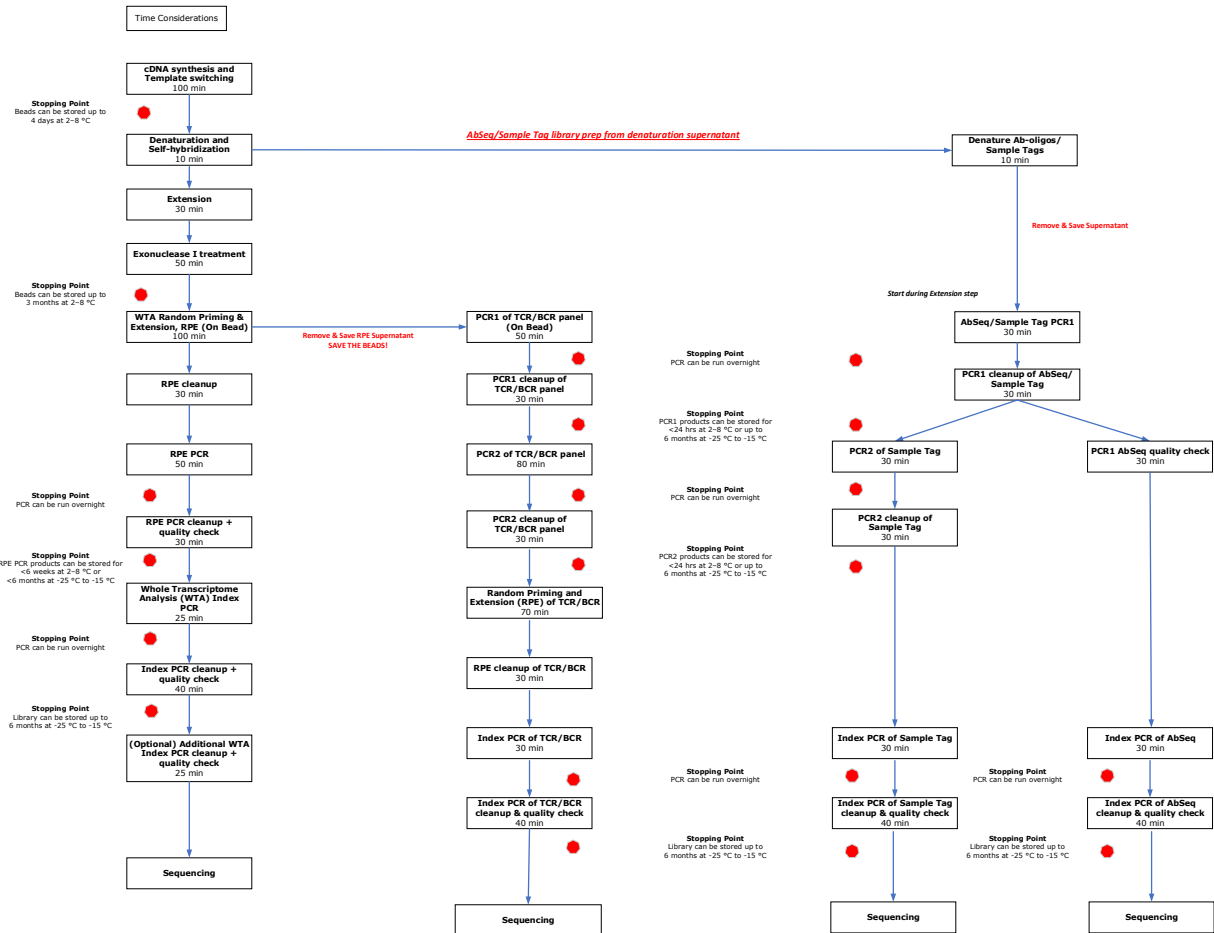 Time Considerations
cDNA synthesis and
Template switching
100 min
Stopping Point
Beads can be stored up to
4 days at 2–8 °C
Denaturation and
Self-hybridization
10 min
AbSeq/Sample Tag library prep from denaturation supernatant
Denature Ab-oligos/
Sample Tags
10 min
Extension
30 min
Remove & Save Supernatant
Exonuclease I treatment
50 min
Stopping Point
Beads can be stored up to
3 months at 2–8 °C
Start during Extension step
WTA Random Priming &
Extension, RPE (On Bead)
100 min
Remove & Save RPE Supernatant
SAVE THE BEADS!
PCR1 of TCR/BCR panel
(On Bead)
50 min
AbSeq/Sample Tag PCR1
30 min
Stopping Point
PCR can be run overnight
RPE cleanup
30 min
PCR1 cleanup of
TCR/BCR panel
30 min
PCR1 cleanup of AbSeq/
Sample Tag
30 min
Stopping Point
PCR1 products can be stored for
<24 hrs at 2–8 °C or up to
6 months at -25 °C to -15 °C
RPE PCR
50 min
PCR2 of TCR/BCR panel
80 min
PCR2 of Sample Tag
30 min
PCR1 AbSeq quality check
30 min
Stopping Point
PCR can be run overnight
Stopping Point
PCR can be run overnight
RPE PCR cleanup +
quality check
30 min
PCR2 cleanup of
TCR/BCR panel
30 min
PCR2 cleanup of
Sample Tag
30 min
Stopping Point
RPE PCR products can be stored for
<6 weeks at 2–8 °C or
<6 months at -25 °C to -15 °C
Stopping Point
PCR2 products can be stored for
<24 hrs at 2–8 °C or up to
6 months at -25 °C to -15 °C
Whole Transcriptome
Analysis (WTA) Index
PCR
25 min
Random Priming and
Extension (RPE) of TCR/BCR
70 min
Stopping Point
PCR can be run overnight
Index PCR cleanup +
quality check
40 min
RPE cleanup of TCR/BCR
30 min
Stopping Point
Library can be stored up to
6 months at -25 °C to -15 °C
(Optional) Additional WTA
Index PCR cleanup +
quality check
25 min
Index PCR of TCR/BCR
30 min
Index PCR of Sample Tag
30 min
Index PCR of AbSeq
30 min
Stopping Point
PCR can be run overnight
Stopping Point
PCR can be run overnight
Index PCR of TCR/BCR
cleanup & quality check
40 min
Index PCR of Sample Tag
cleanup & quality check
40 min
Index PCR of AbSeq
cleanup & quality check
40 min
Stopping Point
Library can be stored up to
6 months at -25 °C to -15 °C
Stopping Point
Library can be stored up to
6 months at -25 °C to -15 °C
Sequencing
Sequencing
Sequencing
Sequencing